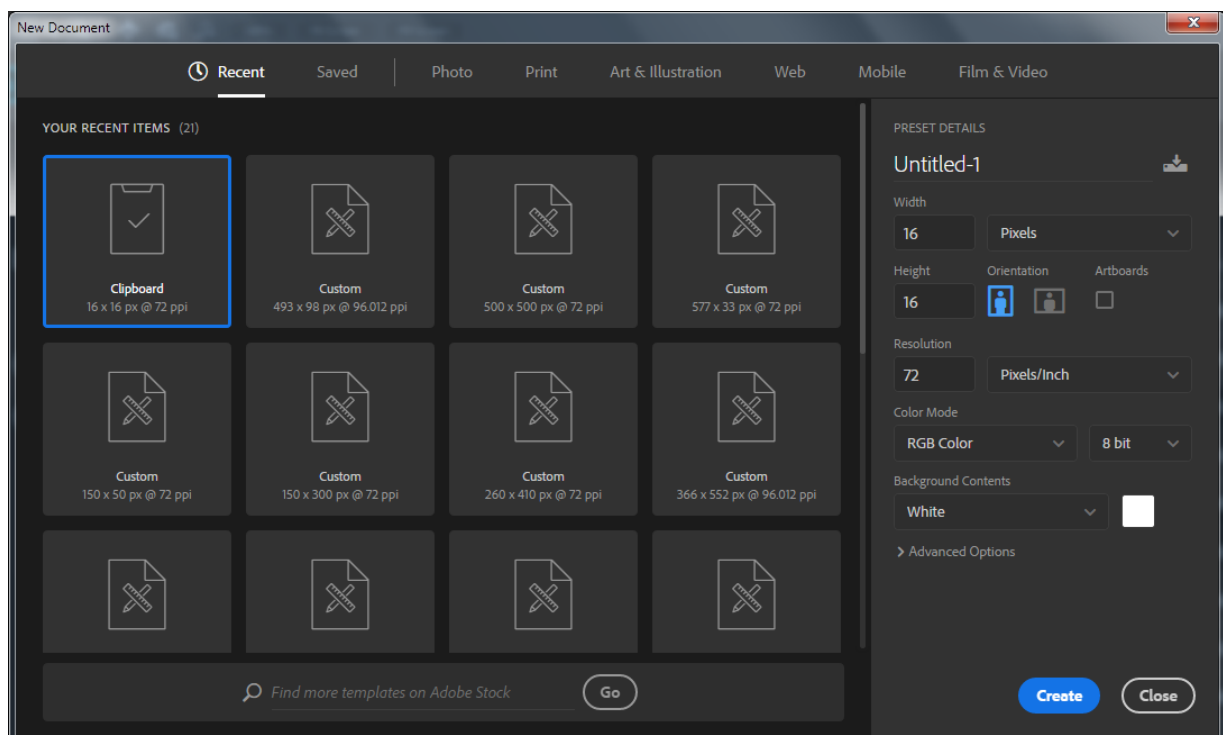 New Document
Recent Saved Photo Print Art & Illustration Web Mobile Film & Video
YOUR RECENT ITEMS (21)
Clipboard
16 x 16 px @ 72 ppi
Custom
493 x 98 px @ 96.012 ppi
Custom
500 x 500 px @ 72 ppi
Custom
577 x 33 px @ 72 ppi
Custom
150 x 50 px @ 72 ppi
Custom
150 x 300 px @ 72 ppi
Custom
260 x 410 px @ 72 ppi
Custom
366 x 552 px @ 96.012 ppi
Find more templates on Adobe Stock Go
PRESET DETAILS
Untitled-1
Width
16 Pixels
Height Orientation Artboards
16
Resolution
72 Pixels/Inch
Color Mode
RGB Color 8 bit
Background Contents
White
Advanced Options
Create Close